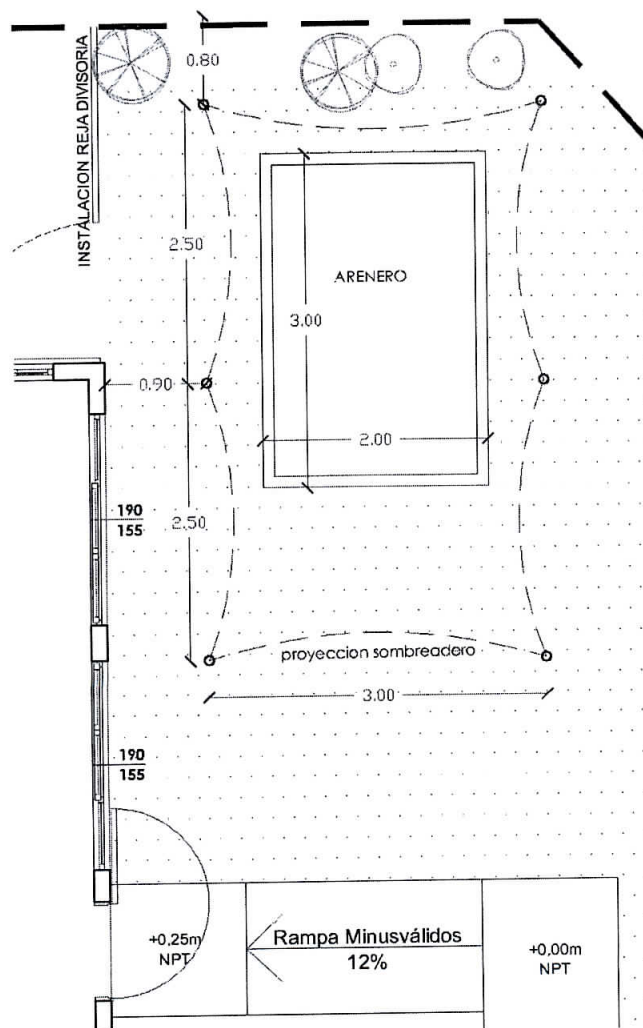 0.80
INSTALACION REJA DIVISORIA
2.50
ARENERO
3.00
0.90
2.00
190
155
2.50
proyeccion sombreadero
3.00
190
155
+0,25m
NPT
Rampa Minusválidos
12%
+0,00m
NPT